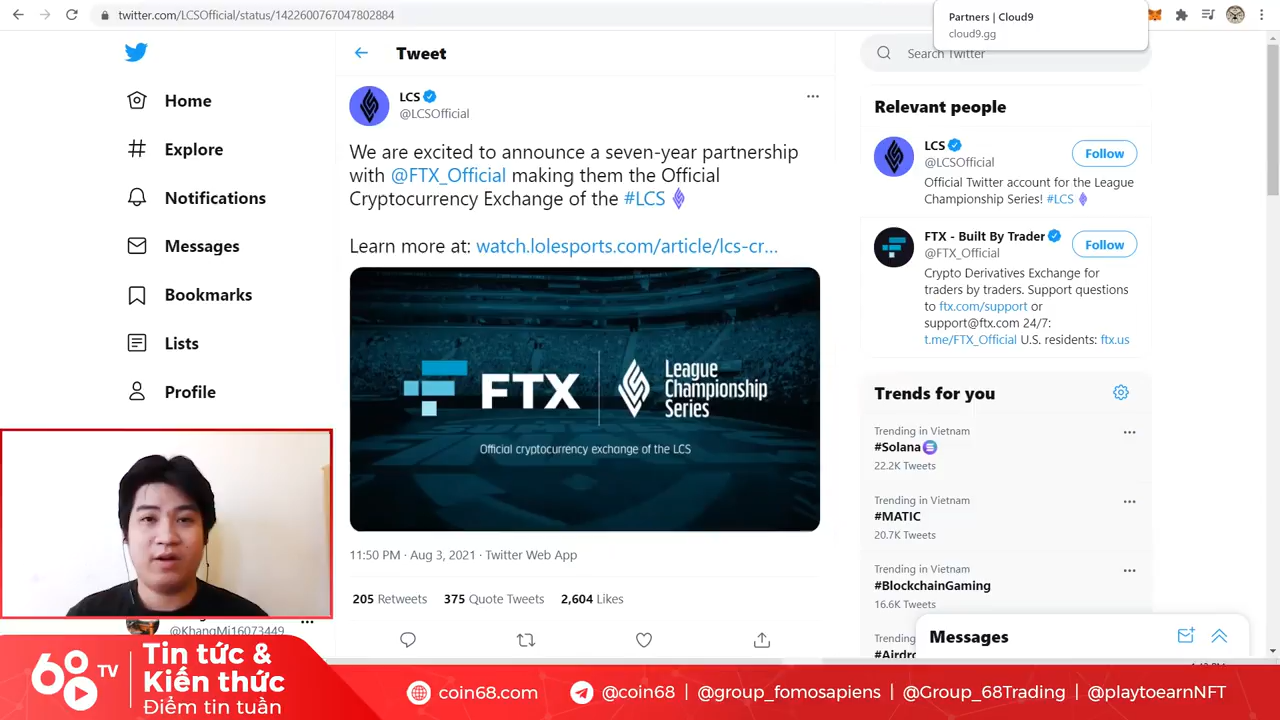 twitter.com/LCSOfficial/status/1422600767047802884
Partners | Cloud9
cloud9.gg
Home
Explore
Notifications
Messages
Bookmarks
Lists
Profile
@KhangMi16073449
Tweet
LCS
@LCSOfficial
We are excited to announce a seven-year partnership
with @FTX_Official making them the Official
Cryptocurrency Exchange of the #LCS
Learn more at: watch.lolesports.com/article/lcs-cr...
FTX
League
Championship
Series
Official cryptocurrency exchange of the LCS
11:50 PM · Aug 3, 2021 · Twitter Web App
205 Retweets 375 Quote Tweets 2,604 Likes
Search Twitter
Relevant people
LCS
@LCSOfficial
Follow
Official Twitter account for the League
Championship Series! #LCS
FTX - Built By Trader
@FTX_Official
Follow
Crypto Derivatives Exchange for
traders by traders. Support questions
to ftx.com/support or
support@ftx.com 24/7:
t.me/FTX_Official U.S. residents: ftx.us
Trends for you
Trending in Vietnam
#Solana
22.2K Tweets
Trending in Vietnam
#MATIC
20.7K Tweets
Trending in Vietnam
#BlockchainGaming
16.6K Tweets
Trending in Vietnam
Messages
68 TV
Tin tức &
Kiến thức
Điểm tin tuần
coin68.com @coin68 | @group_fomosapiens | @Group_68Trading | @playtoearnNFT